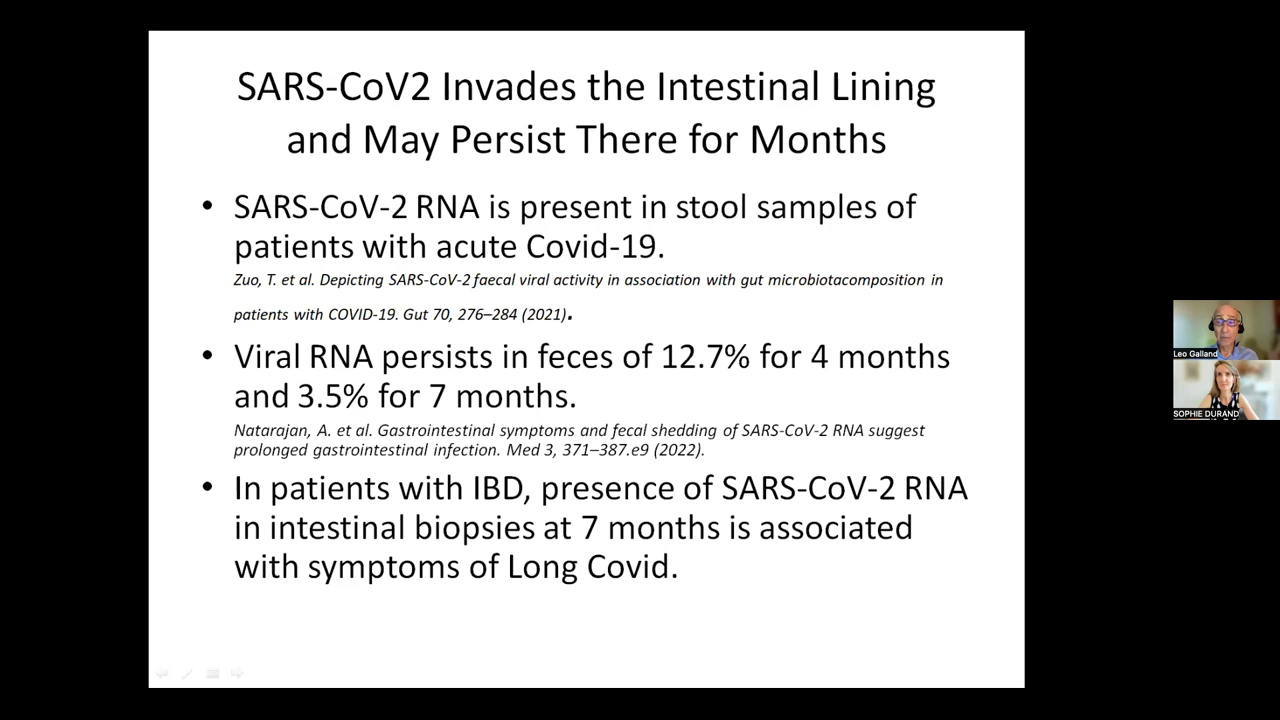 SARS-CoV2 Invades the Intestinal Lining
and May Persist There for Months
• SARS-CoV-2 RNA is present in stool samples of
patients with acute Covid-19.
Zuo, T. et al. Depicting SARS-CoV-2 faecal viral activity in association with gut microbiotacomposition in
patients with COVID-19. Gut 70, 276–284 (2021).
• Viral RNA persists in feces of 12.7% for 4 months
and 3.5% for 7 months.
Natarajan, A. et al. Gastrointestinal symptoms and fecal shedding of SARS-CoV-2 RNA suggest
prolonged gastrointestinal infection. Med 3, 371–387.e9 (2022).
• In patients with IBD, presence of SARS-CoV-2 RNA
in intestinal biopsies at 7 months is associated
with symptoms of Long Covid.
Leo Galland
SOPHIE DURAND